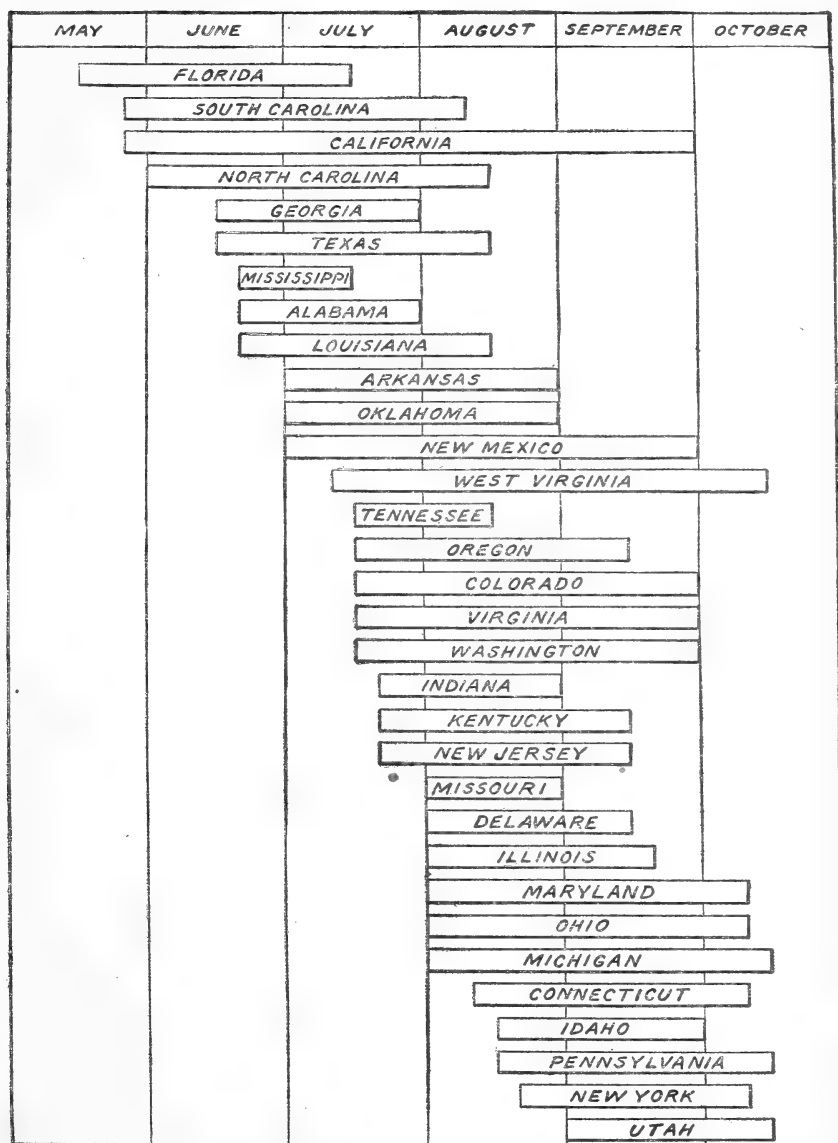 MAY JUNE JULY AUGUST SEPTEMBER OCTOBER
FLORIDA
SOUTH CAROLINA
CALIFORNIA
NORTH CAROLINA
GEORGIA
TEXAS
MISSISSIPPI
ALABAMA
LOUISIANA
ARKANSAS
OKLAHOMA
NEW MEXICO
WEST VIRGINIA
TENNESSEE
OREGON
COLORADO
VIRGINIA
WASHINGTON
INDIANA
KENTUCKY
NEW JERSEY
MISSOURI
DELAWARE
ILLINOIS
MARYLAND
OHIO
MICHIGAN
CONNECTICUT
IDAHO
PENNSYLVANIA
NEW YORK
UTAH